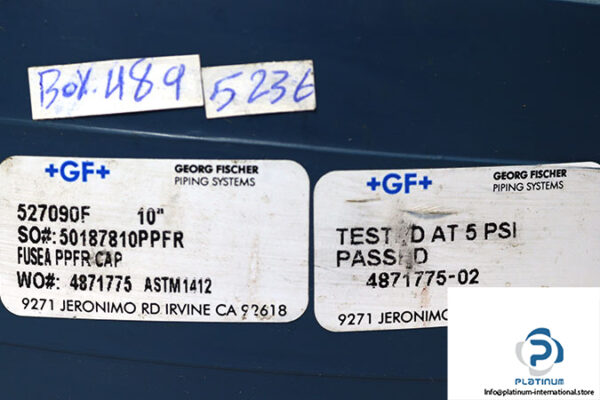 Box.489
5236
+GF+ GEORG FISCHER
PIPING SYSTEMS
527090F 10"
SO#:50187810PPFR
FUSEA PPFR CAP
WO#: 4871775 ASTM1412
9271 JERONIMO RD IRVINE CA 92618
+GF+ GEORG FISCHER
PIPING SYSTEMS
TEST D AT 5 PSI
PASS D
4871775-02
9271 JERONIMO
PLATINUM
Info@platinum-international.store